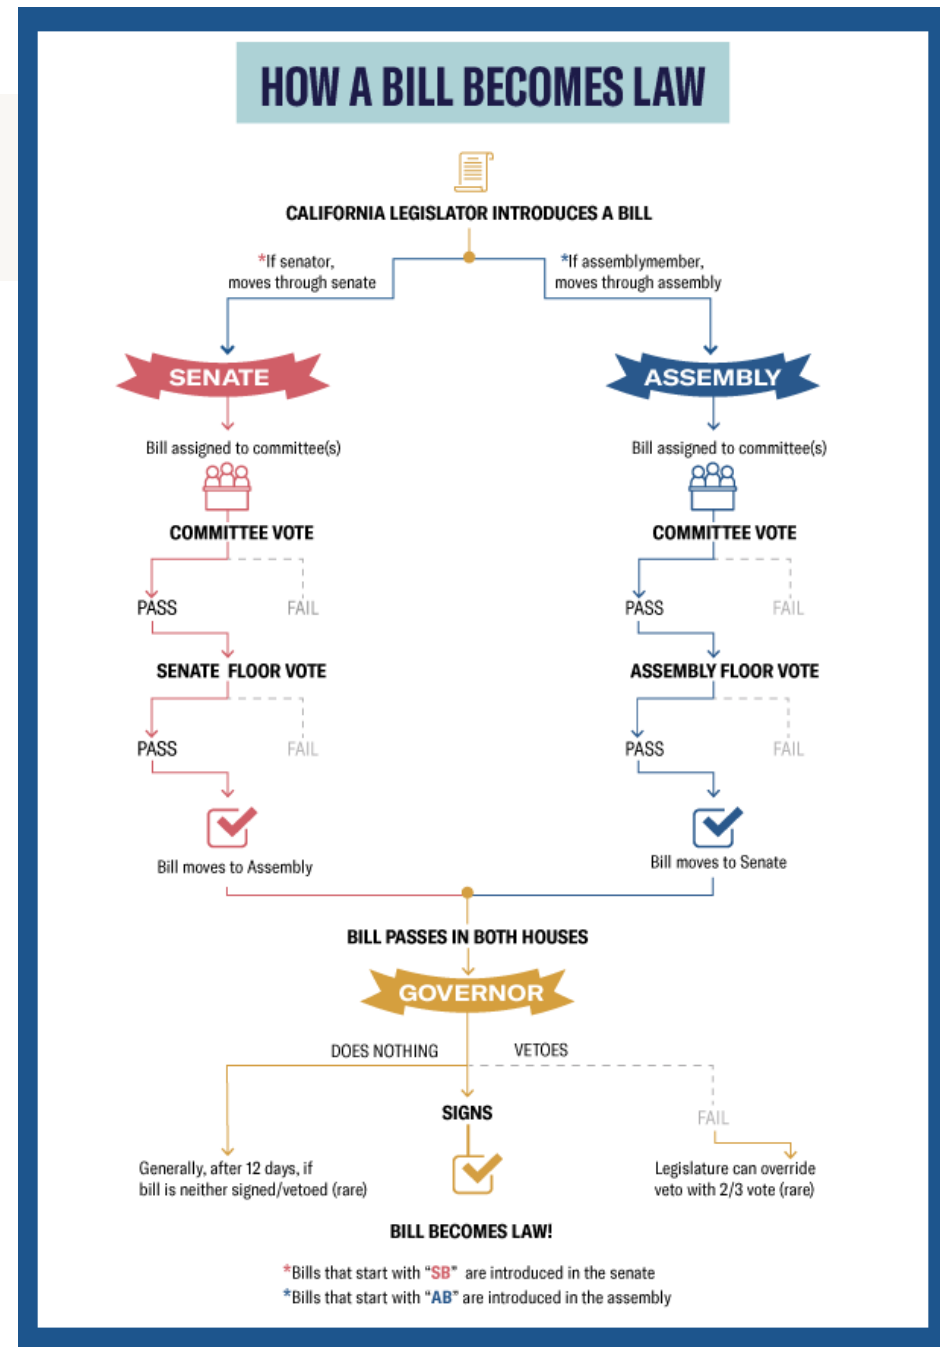 HOW A BILL BECOMES LAW
CALIFORNIA LEGISLATOR INTRODUCES A BILL
*If senator,
moves through senate
*If assemblymember,
moves through assembly
SENATE
ASSEMBLY
Bill assigned to committee(s)
Bill assigned to committee(s)
COMMITTEE VOTE
COMMITTEE VOTE
PASS
FAIL
PASS
FAIL
SENATE FLOOR VOTE
ASSEMBLY FLOOR VOTE
PASS
FAIL
PASS
FAIL
Bill moves to Assembly
Bill moves to Senate
BILL PASSES IN BOTH HOUSES
GOVERNOR
DOES NOTHING
VETOES
SIGNS
FAIL
Generally, after 12 days, if
bill is neither signed/vetoed (rare)
Legislature can override
veto with 2/3 vote (rare)
BILL BECOMES LAW!
*Bills that start with “SB” are introduced in the senate
*Bills that start with “AB” are introduced in the assembly